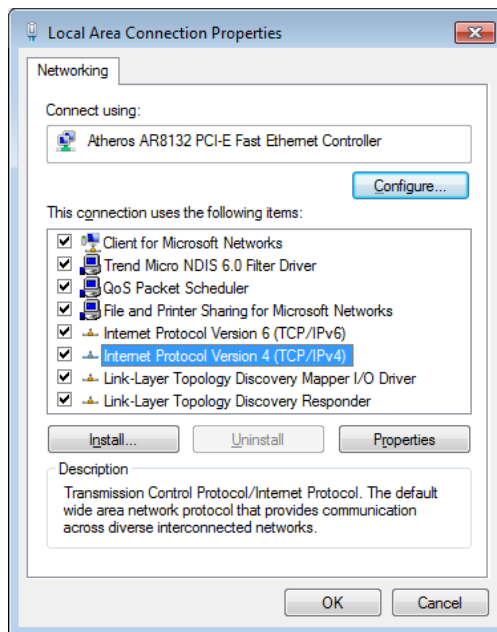 Local Area Connection Properties
Networking
Connect using:
Atheros AR8132 PCI-E Fast Ethernet Controller
Configure...
This connection uses the following items:
Client for Microsoft Networks
Trend Micro NDIS 6.0 Filter Driver
QoS Packet Scheduler
File and Printer Sharing for Microsoft Networks
Internet Protocol Version 6 (TCP/IPv6)
Internet Protocol Version 4 (TCP/IPv4)
Link-Layer Topology Discovery Mapper I/O Driver
Link-Layer Topology Discovery Responder
Install... Uninstall Properties
Description
Transmission Control Protocol/Internet Protocol. The default
wide area network protocol that provides communication
across diverse interconnected networks.
OK Cancel